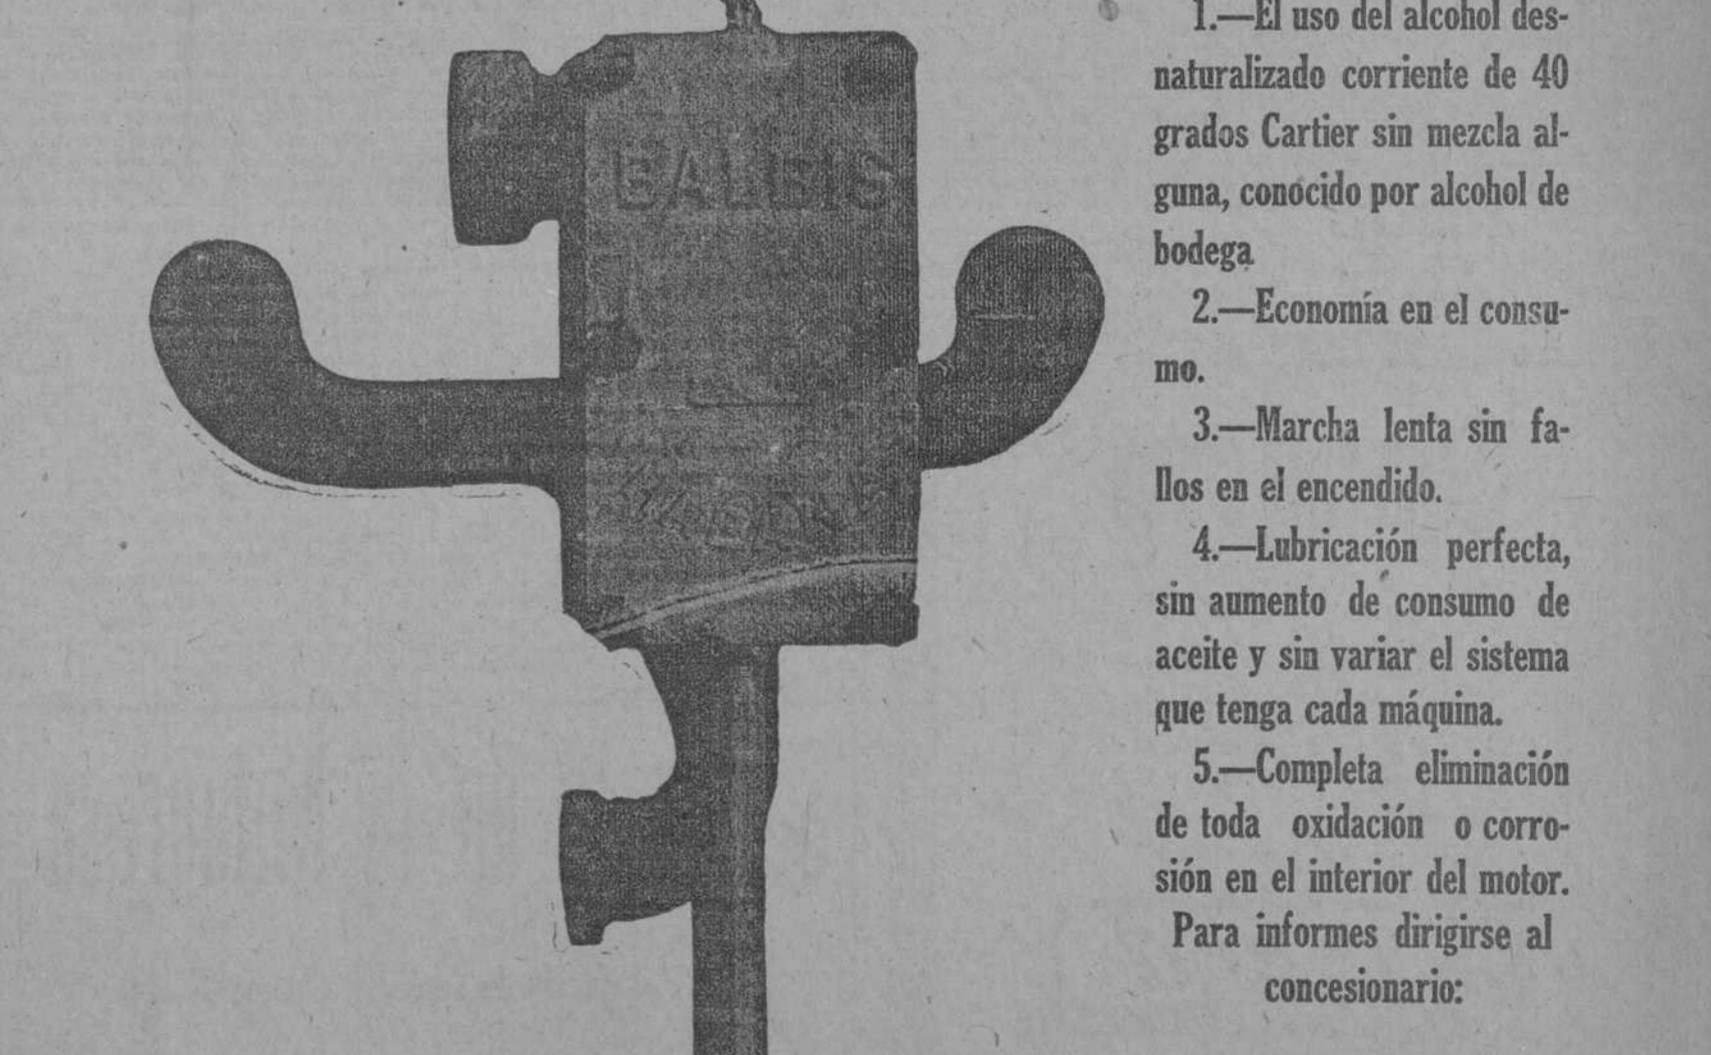 BALBIS
1.—El uso del alcohol des-
naturalizado corriente de 40
grados Cartier sin mezcla al-
guna, conocido por alcohol de
bodega
2.—Economía en el consu-
mo.
3.—Marcha lenta sin fa-
llos en el encendido.
4.—Lubricación perfecta,
sin aumento de consumo de
aceite y sin variar el sistema
que tenga cada máquina.
5.—Completa eliminación
de toda oxidación o corro-
sión en el interior del motor.
Para informes dirigirse al
concesionario: